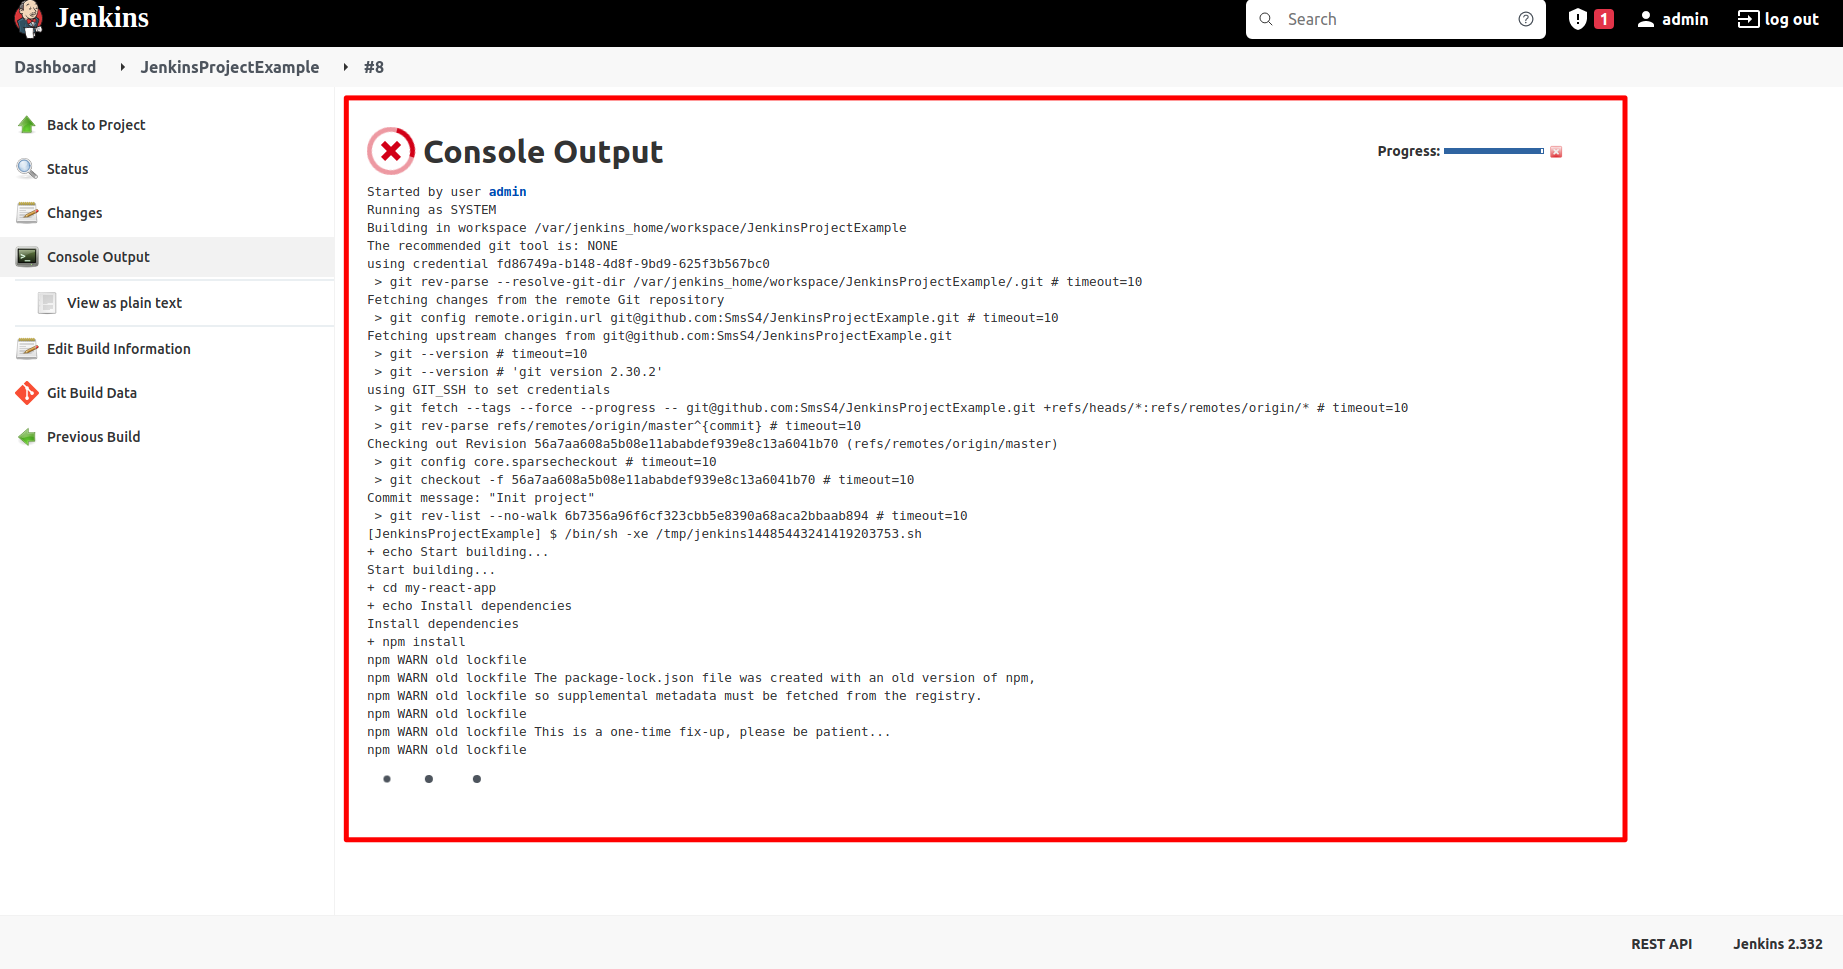 Jenkins
Search
1
admin
log out
Dashboard
JenkinsProjectExample
#8
Back to Project
Status
Changes
Console Output
View as plain text
Edit Build Information
Git Build Data
Previous Build
Console Output
Progress:
Started by user admin
Running as SYSTEM
Building in workspace /var/jenkins_home/workspace/JenkinsProjectExample
The recommended git tool is: NONE
using credential fd86749a-b148-4d8f-9bd9-625f3b567bc0
 > git rev-parse --resolve-git-dir /var/jenkins_home/workspace/JenkinsProjectExample/.git # timeout=10
Fetching changes from the remote Git repository
 > git config remote.origin.url git@github.com:SmsS4/JenkinsProjectExample.git # timeout=10
Fetching upstream changes from git@github.com:SmsS4/JenkinsProjectExample.git
 > git --version # timeout=10
 > git --version # 'git version 2.30.2'
using GIT_SSH to set credentials
 > git fetch --tags --force --progress -- git@github.com:SmsS4/JenkinsProjectExample.git +refs/heads/*:refs/remotes/origin/* # timeout=10
 > git rev-parse refs/remotes/origin/master^{commit} # timeout=10
Checking out Revision 56a7aa608a5b08e11ababdef939e8c13a6041b70 (refs/remotes/origin/master)
 > git config core.sparsecheckout # timeout=10
 > git checkout -f 56a7aa608a5b08e11ababdef939e8c13a6041b70 # timeout=10
Commit message: "Init project"
 > git rev-list --no-walk 6b7356a96f6cf323cbb5e8390a68aca2bbaab894 # timeout=10
[JenkinsProjectExample] $ /bin/sh -xe /tmp/jenkins14485443241419203753.sh
+ echo Start building...
Start building...
+ cd my-react-app
+ echo Install dependencies
Install dependencies
+ npm install
npm WARN old lockfile
npm WARN old lockfile The package-lock.json file was created with an old version of npm,
npm WARN old lockfile so supplemental metadata must be fetched from the registry.
npm WARN old lockfile
npm WARN old lockfile This is a one-time fix-up, please be patient...
npm WARN old lockfile
REST API
Jenkins 2.332